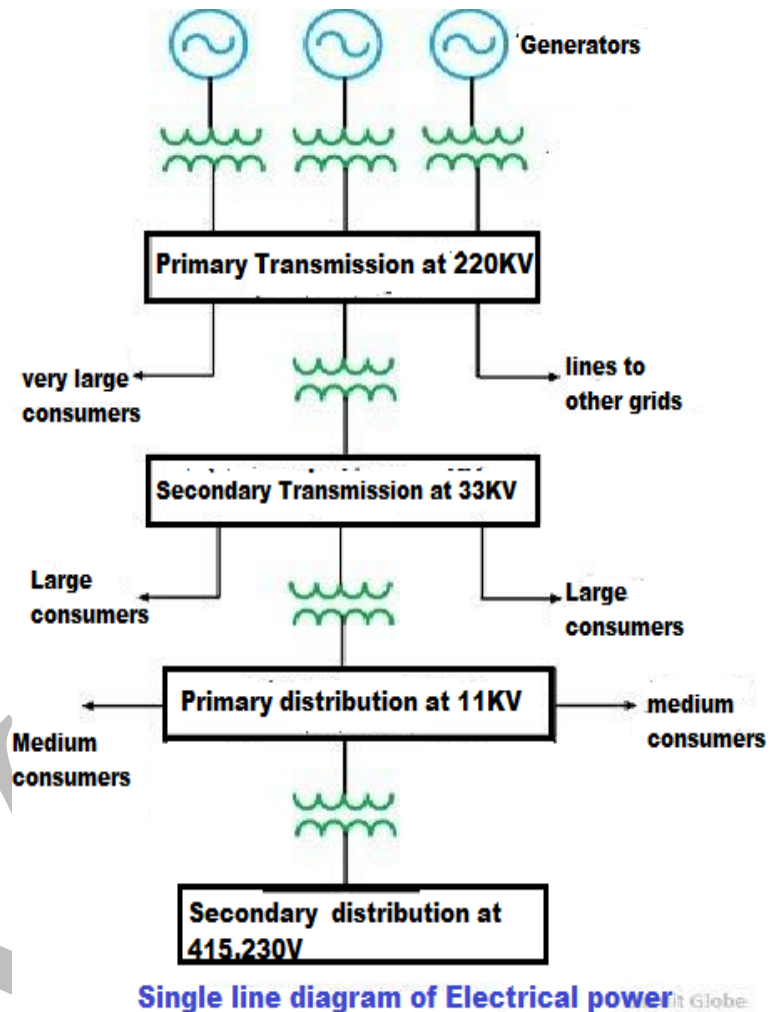 Generators
Primary Transmission at 220KV
very large
consumers
lines to
other grids
Secondary Transmission at 33KV
Large
consumers
Large
consumers
Primary distribution at 11KV
Medium
consumers
medium
consumers
Secondary distribution at
415.230V
Single line diagram of Electrical power
Globe